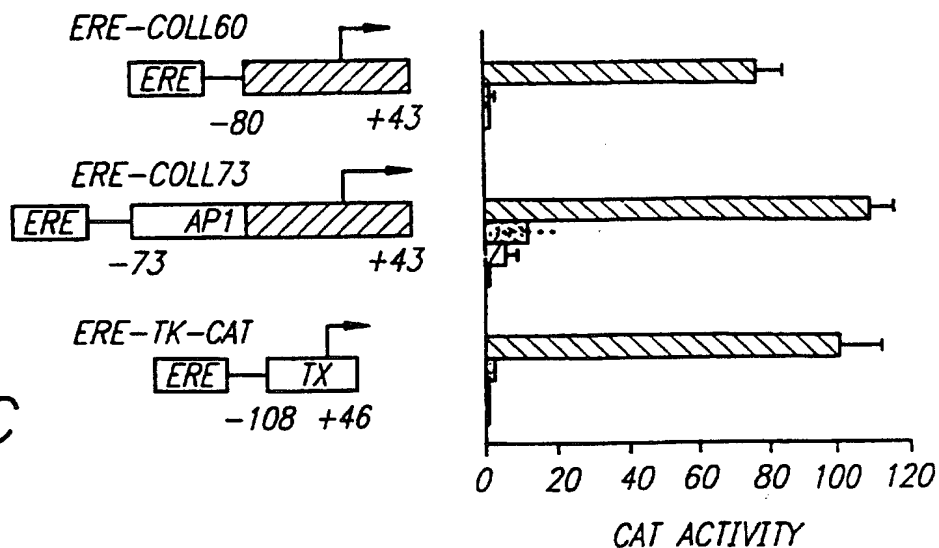 ERE-COLL60
ERE
-80 +43
ERE-COLL73
ERE AP1
-73 +43
ERE-TK-CAT
ERE TX
-108 +46
C
0 20 40 60 80 100 120
CAT ACTIVITY